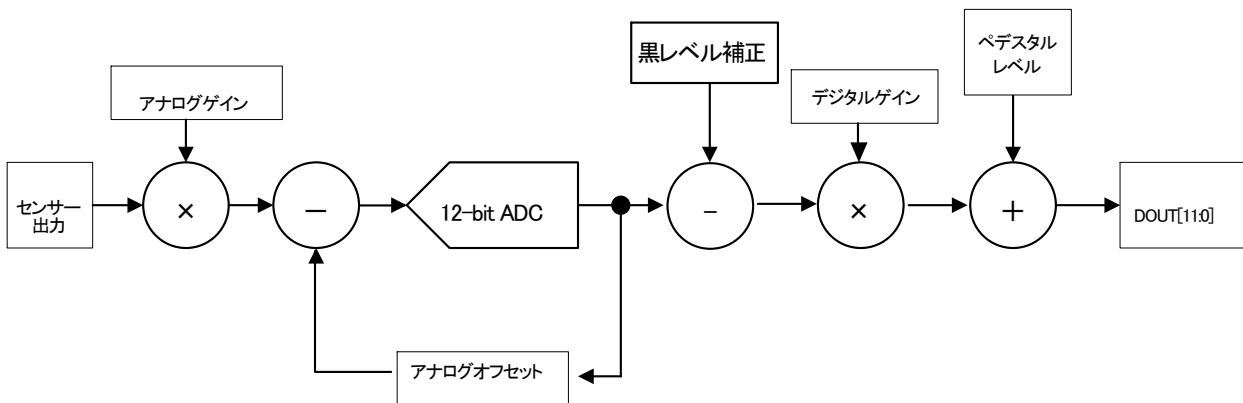 黒レベル補正
ペデスタル
レベル
アナログゲイン
デジタルゲイン
センサー
出力
×
－
12-bit ADC
-
×
+
DOUT[11:0]
アナログオフセット